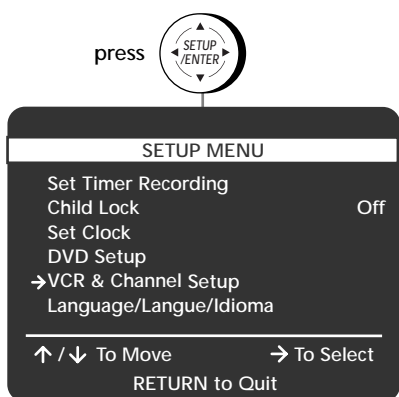 press
SETUP
/ENTER
SETUP MENU
Set Timer Recording
Child Lock Off
Set Clock
DVD Setup
→VCR & Channel Setup
Language/Langue/Idioma
↑ / ↓ To Move → To Select
RETURN to Quit